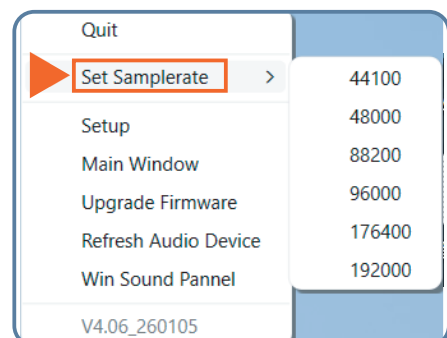 Quit
Set Samplerate
Setup
Main Window
Upgrade Firmware
Refresh Audio Device
Win Sound Pannel
V4.06_260105
44100
48000
88200
96000
176400
192000